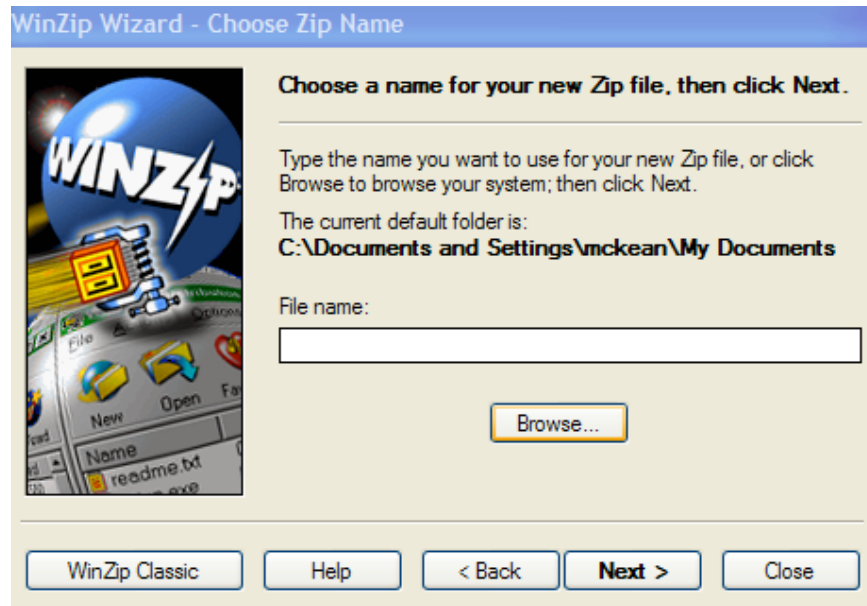 WinZip Wizard - Choose Zip Name
Choose a name for your new Zip file, then click Next.
WINZIP
Type the name you want to use for your new Zip file, or click
Browse to browse your system; then click Next.
The current default folder is:
C:\Documents and Settings\mckean\My Documents
File name:
Browse...
File
Options
New
Open
Name
readme.txt
WinZip Classic
Help
< Back
Next >
Close